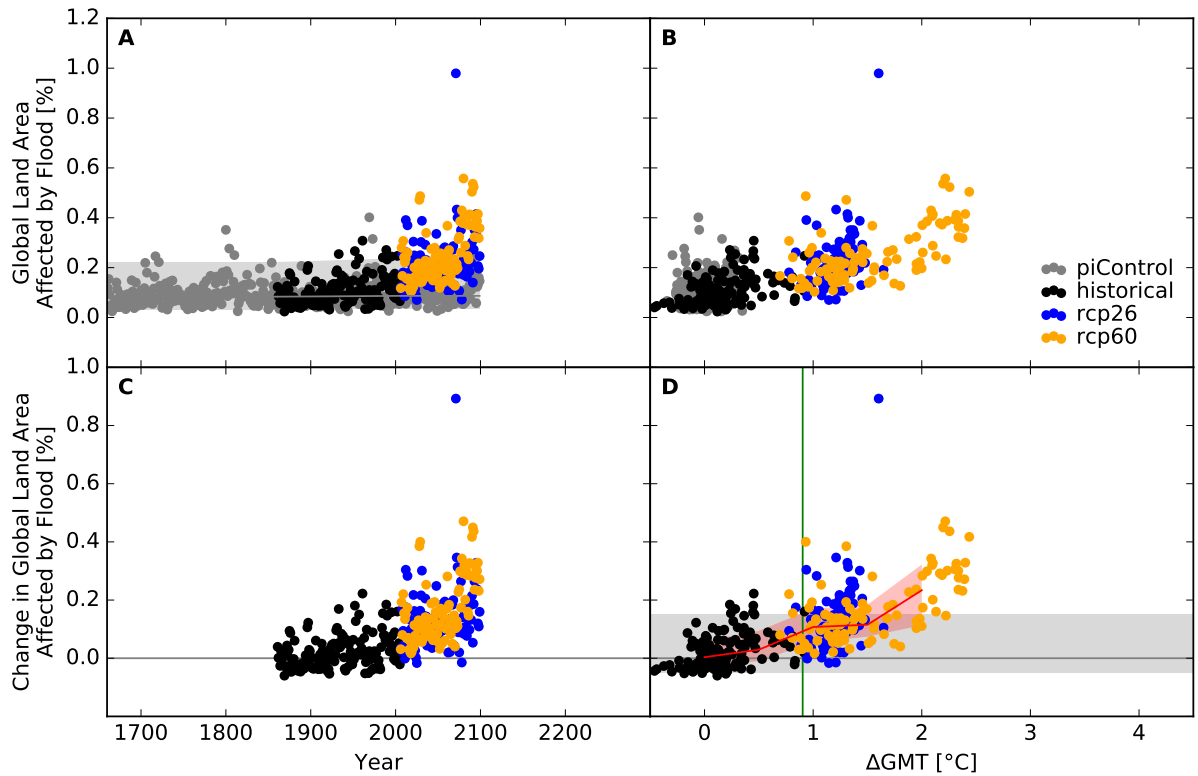 1.2
1.0
0.8
0.6
0.4
0.2
0.0
Global Land Area
Affected by Flood [%]
A
B
piControl
historical
rcp26
rcp60
1.0
0.8
0.6
0.4
0.2
0.0
Change in Global Land Area
Affected by Flood [%]
C
D
1700 1800 1900 2000 2100 2200
Year
0 1 2 3 4
ΔGMT [°C]